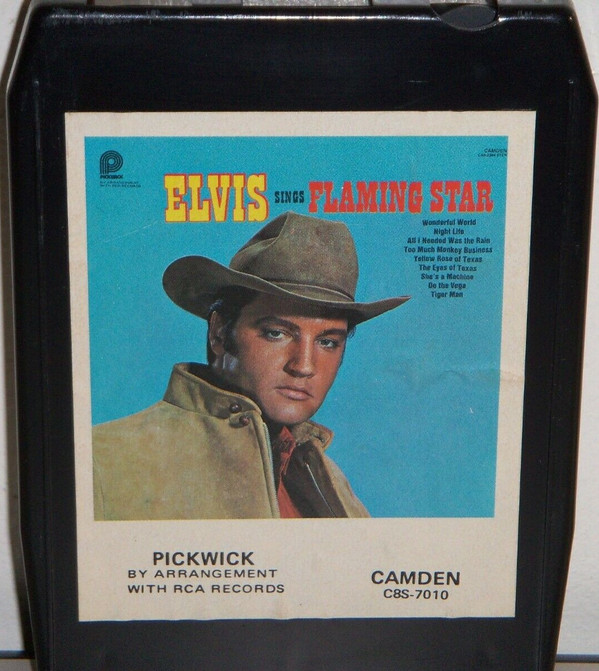 PICKWICK
CAMDEN
ELVIS SINGS FLAMING STAR
Wonderful World
Night Life
All I Needed Was the Rain
Too Much Monkey Business
Yellow Rose of Texas
The Eyes of Texas
She's a Machine
Do the Vega
Tiger Man
PICKWICK
BY ARRANGEMENT
WITH RCA RECORDS
CAMDEN
C8S-7010